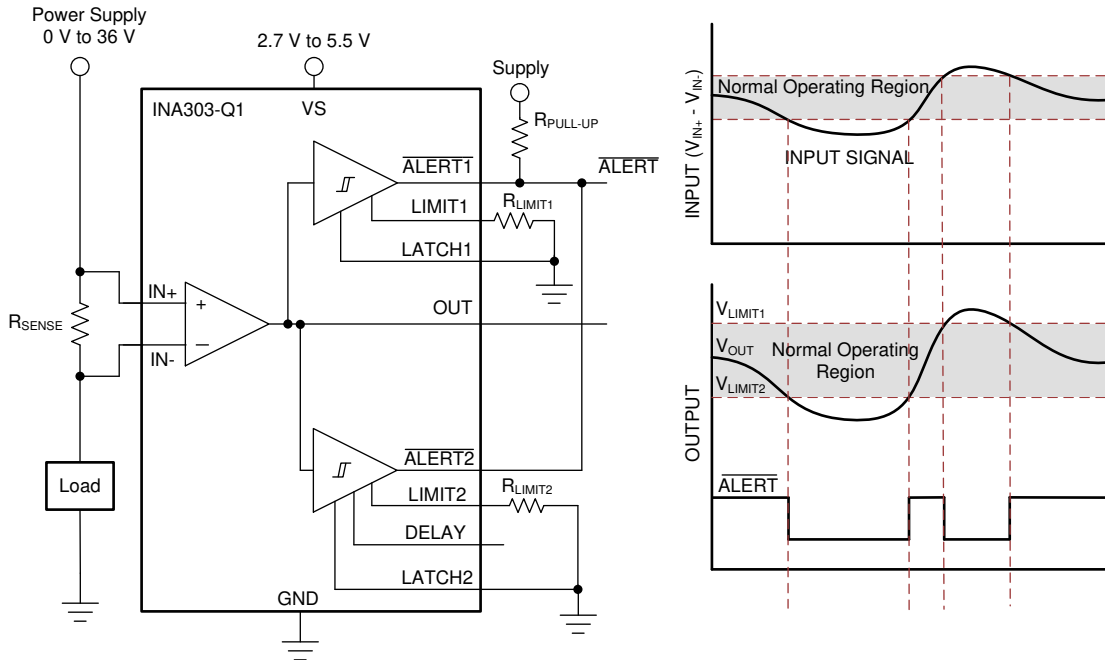 Power Supply
0 V to 36 V
2.7 V to 5.5 V
Supply
INA303-Q1
VS
RPULL-UP
ALERT1
ALERT
LIMIT1
RLIMIT1
LATCH1
IN+
+
OUT
RSENSE
–
IN-
ALERT2
LIMIT2
RLIMIT2
Load
DELAY
LATCH2
GND
INPUT (VIN+ - VIN-)
Normal Operating Region
INPUT SIGNAL
OUTPUT
VLIMIT1
VOUT
Normal Operating
Region
VLIMIT2
ALERT